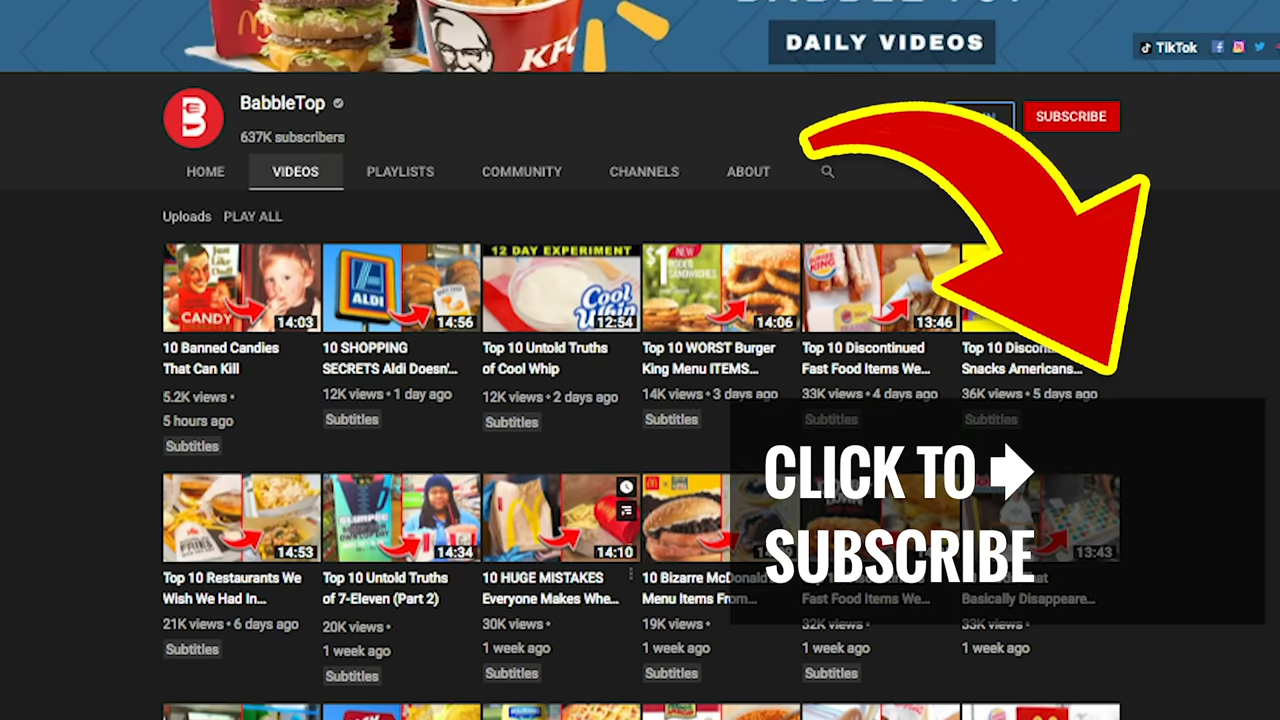 KFC
DAILY VIDEOS
TikTok
BabbleTop
637K subscribers
SUBSCRIBE
HOME VIDEOS PLAYLISTS COMMUNITY CHANNELS ABOUT
Uploads PLAY ALL
Just Like Dad!
CANDY
14:03
ALDI
14:56
12 DAY EXPERIMENT
Cool Whip
12:54
NEW
$1
RODEO
SANDWICHES
14:06
BURGER KING
13:46
10 Banned Candies
That Can Kill
5.2K views •
5 hours ago
Subtitles
10 SHOPPING
SECRETS Aldi Doesn'...
12K views • 1 day ago
Subtitles
Top 10 Untold Truths
of Cool Whip
12K views • 2 days ago
Subtitles
Top 10 WORST Burger
King Menu ITEMS...
14K views • 3 days ago
Subtitles
Top 10 Discontinued
Fast Food Items We...
33K views • 4 days ago
Subtitles
Top 10
Snacks Americans...
36K views • 5 days ago
Subtitles
CLICK TO
SUBSCRIBE
14:53
14:34
14:10
13:43
Top 10 Restaurants We
Wish We Had In...
21K views • 6 days ago
Subtitles
Top 10 Untold Truths
of 7-Eleven (Part 2)
20K views •
1 week ago
Subtitles
10 HUGE MISTAKES
Everyone Makes Whe...
30K views •
1 week ago
Subtitles
10 Bizarre McDonald
Menu Items From...
19K views •
1 week ago
Subtitles
Fast Food Items We...
32K views •
1 week ago
Subtitles
Basically Disappeare...
33K views •
1 week ago